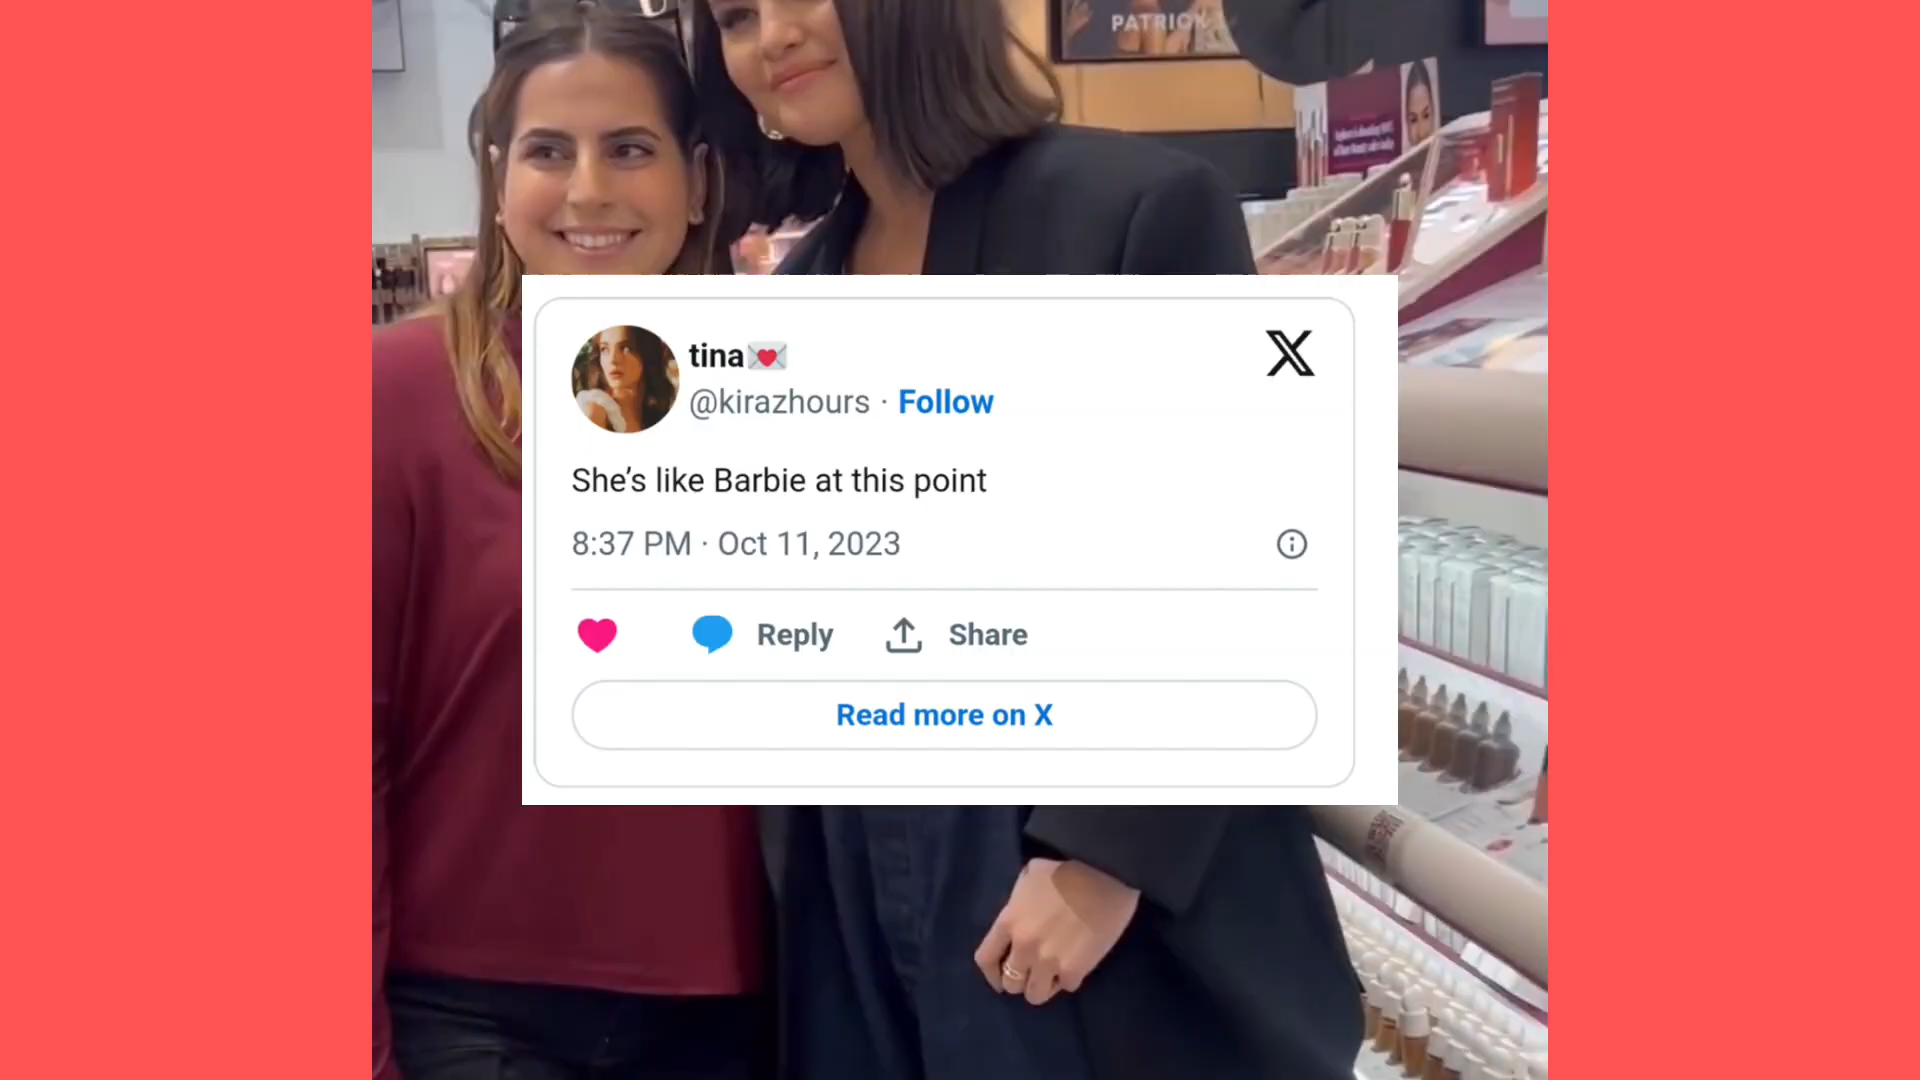 PATRICK
tina
@kirazhours · Follow
She's like Barbie at this point
8:37 PM · Oct 11, 2023
Reply Share
Read more on X